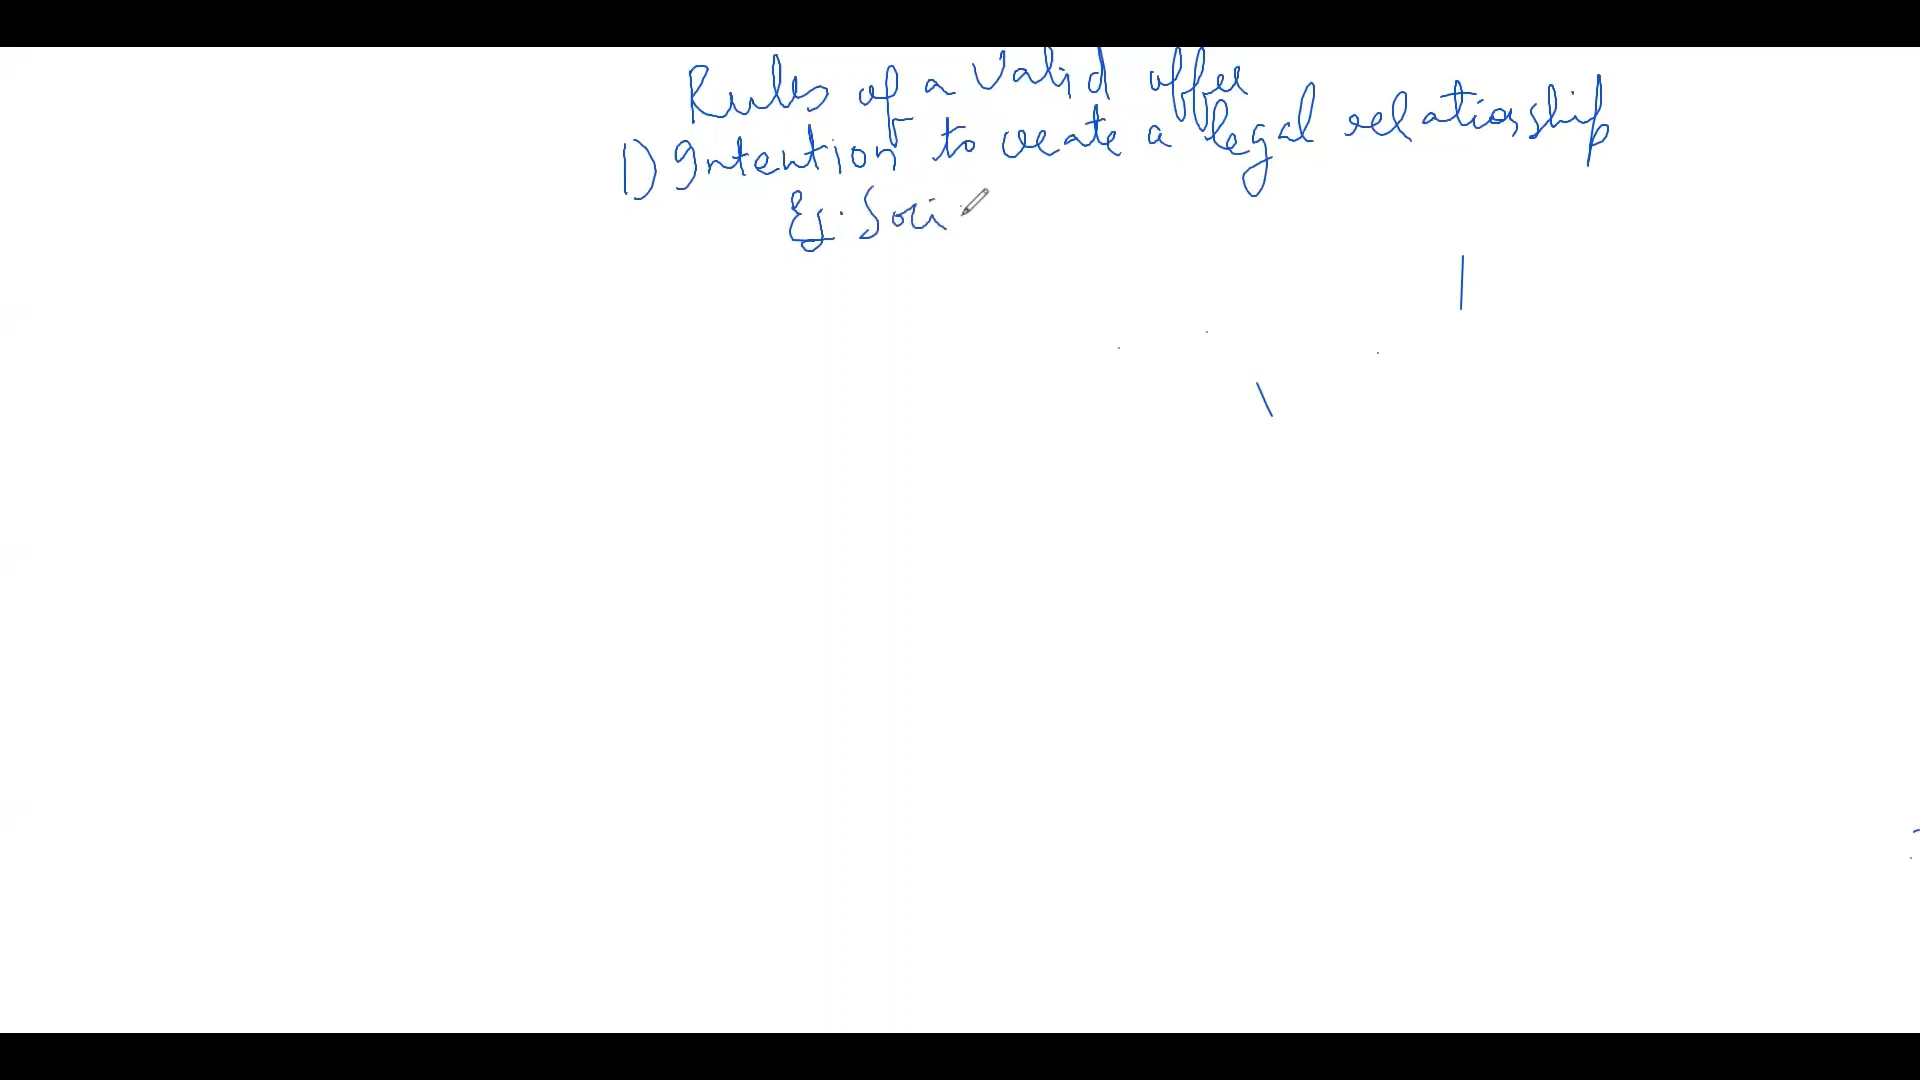 Rules of a Valid offer
1) Intention to create a legal relationship
Eg. Soci